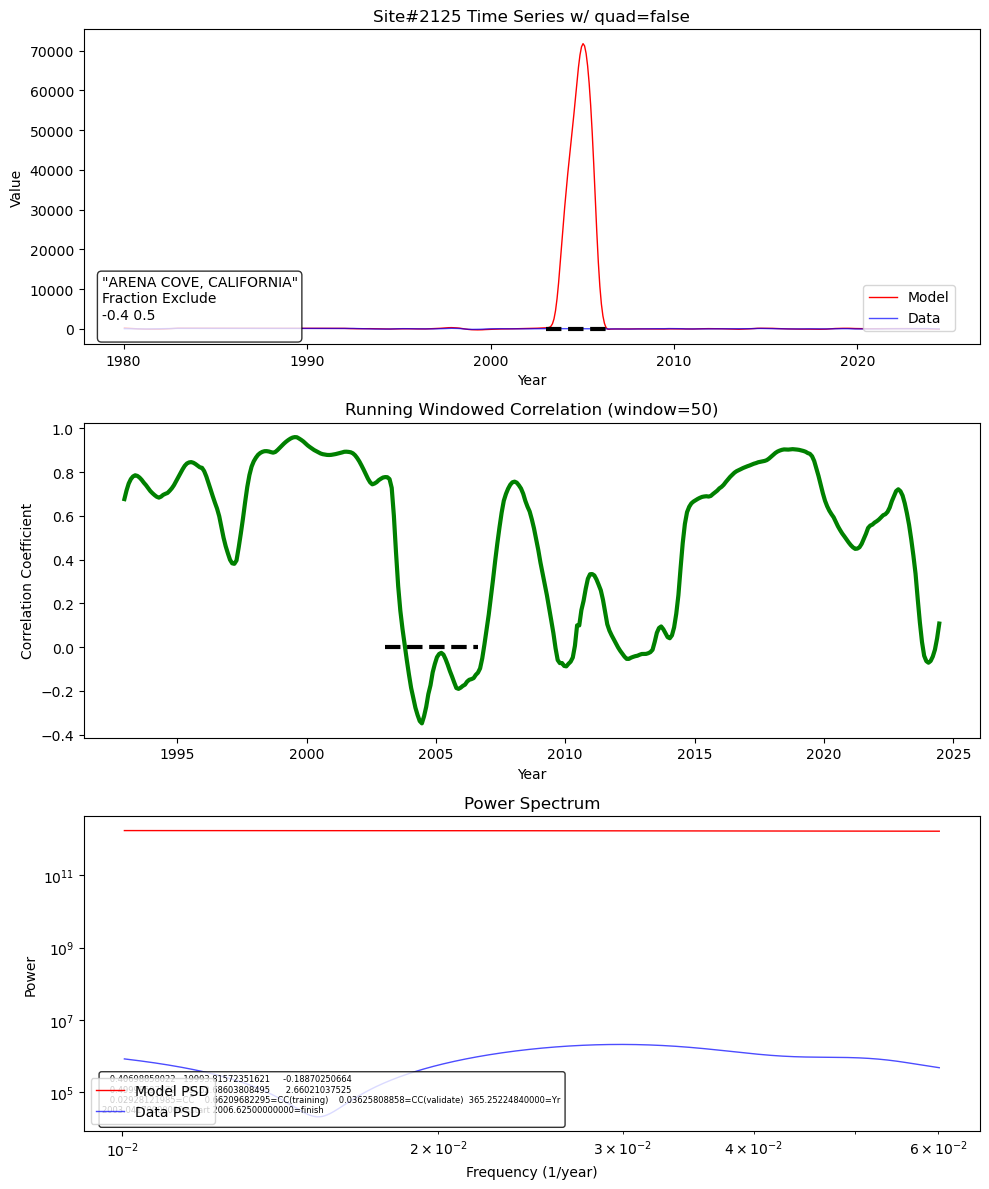 Site#2125 Time Series w/ quad=false
70000
60000
50000
40000
30000
20000
10000
0
Value
"ARENA COVE, CALIFORNIA"
Fraction Exclude
-0.4 0.5
Model
Data
1980
1990
2000
2010
2020
Year
Running Windowed Correlation (window=50)
1.0
0.8
0.6
0.4
0.2
0.0
−0.2
−0.4
Correlation Coefficient
1995
2000
2005
2010
2015
2020
2025
Year
Power Spectrum
10^11
10^9
10^7
10^5
Power
-0.18870250664
68603808495 2.66021037525
0.66209682295=CC(training) 0.03625808858=CC(validate) 365.25224840000=Yr
2006.62500000000=finish
Model PSD
Data PSD
10^−2
2 × 10^−2
3 × 10^−2
4 × 10^−2
6 × 10^−2
Frequency (1/year)